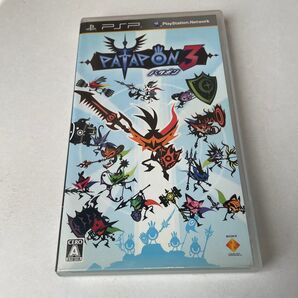 PSP
PlayStation Network
PATAPON 3
パタポン
CERO
A
SONY